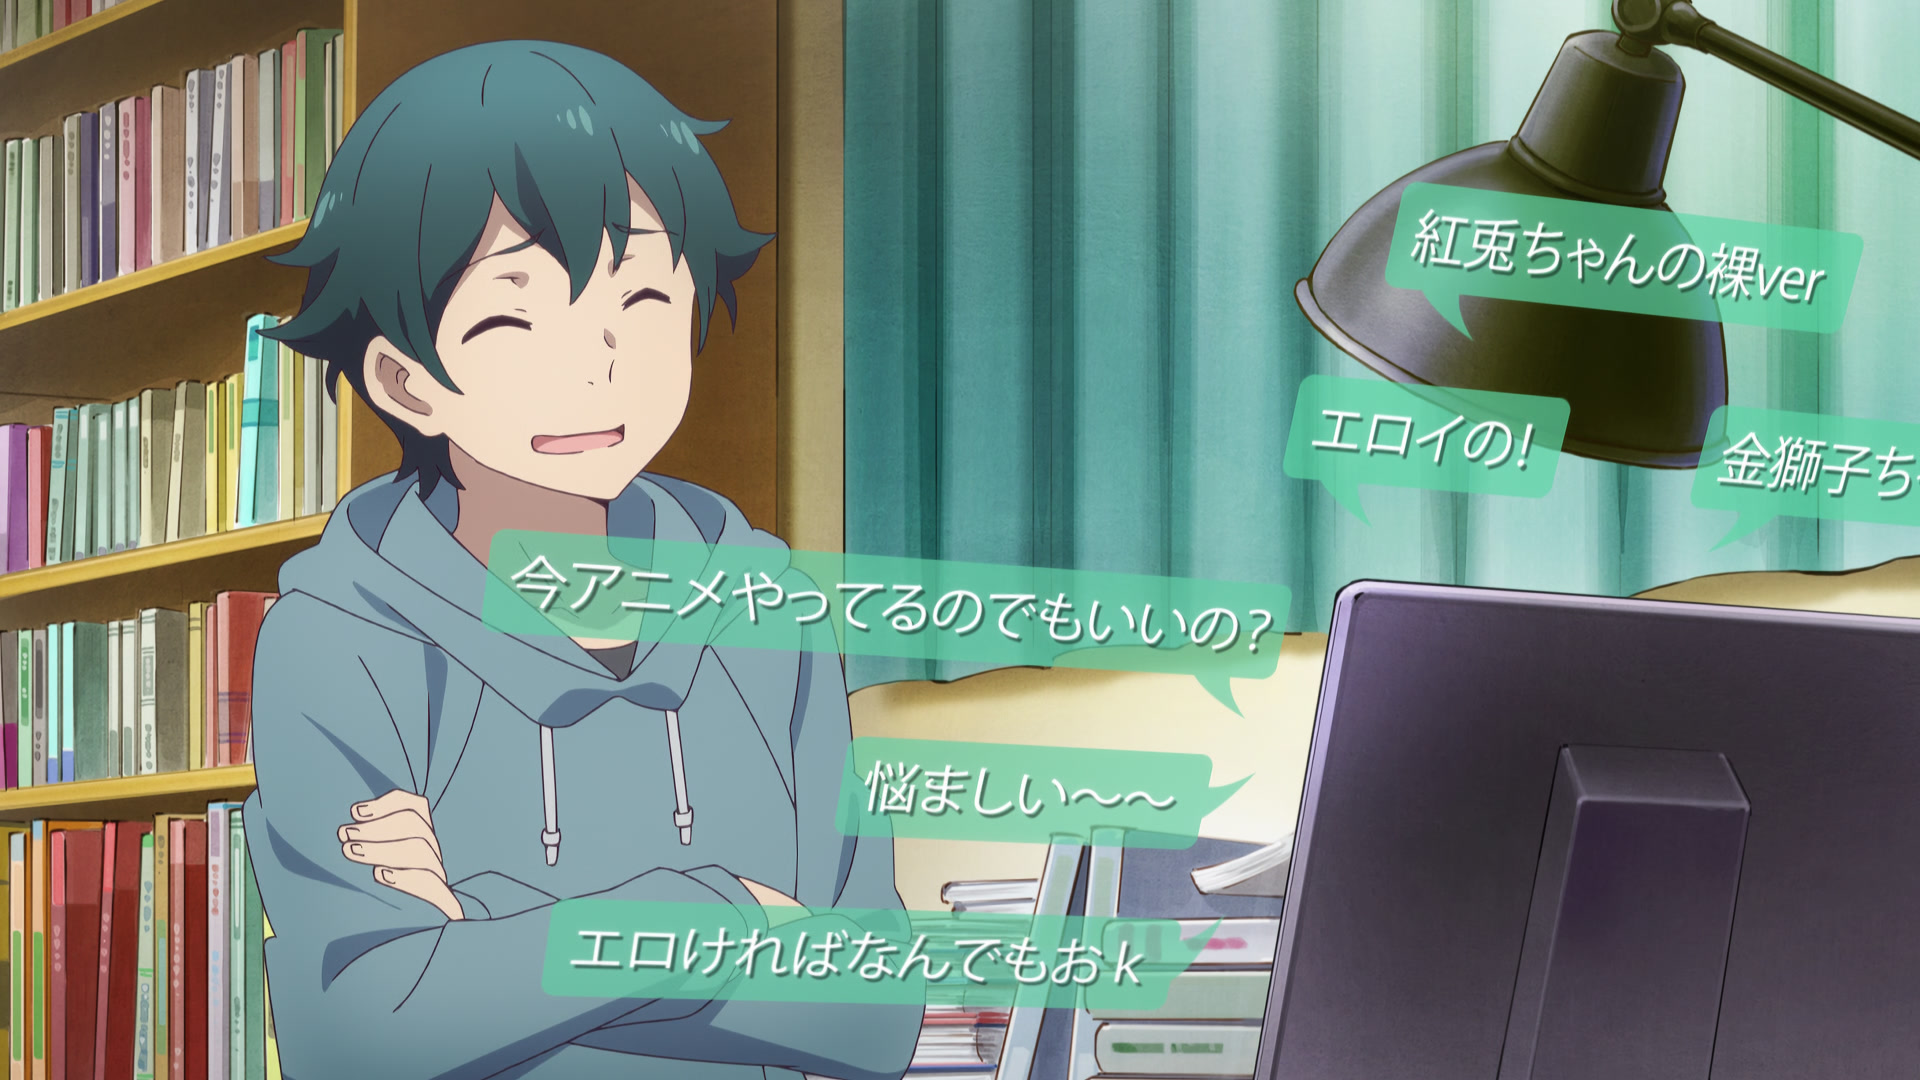 紅兎ちゃんの裸ver
エロイの!
金獅子ち
今アニメやってるのでもいいの?
悩ましい～～
エロければなんでもおｋ